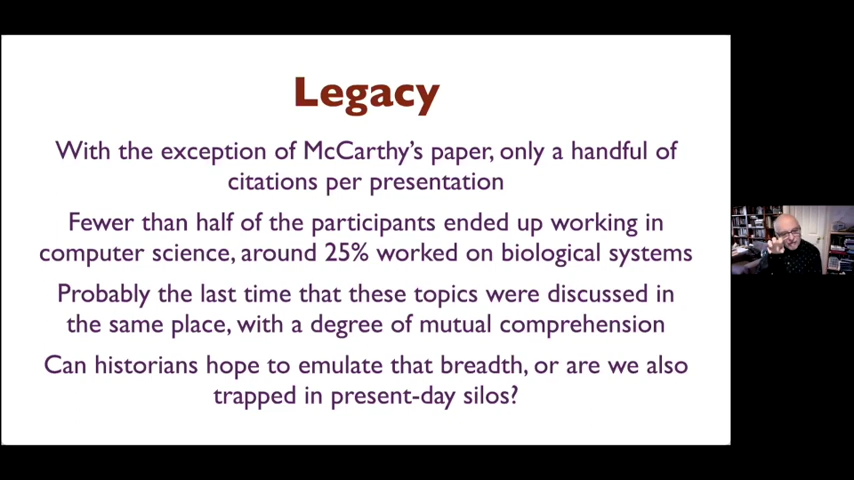 Legacy
With the exception of McCarthy's paper, only a handful of
citations per presentation
Fewer than half of the participants ended up working in
computer science, around 25% worked on biological systems
Probably the last time that these topics were discussed in
the same place, with a degree of mutual comprehension
Can historians hope to emulate that breadth, or are we also
trapped in present-day silos?